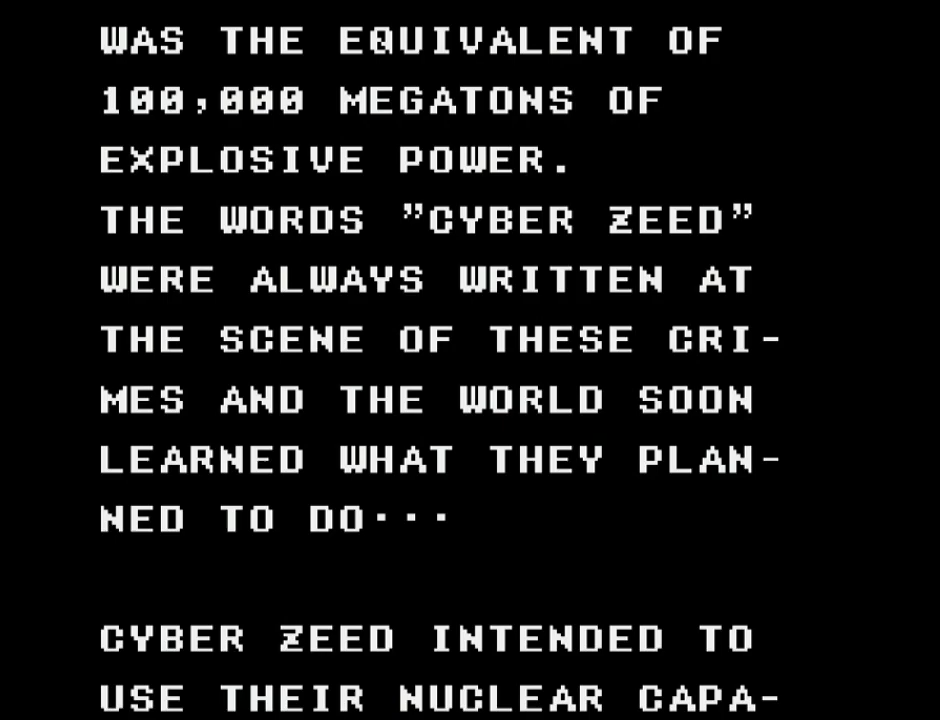 WAS THE EQUIVALENT OF
100,000 MEGATONS OF
EXPLOSIVE POWER.
THE WORDS ”CYBER ZEED”
WERE ALWAYS WRITTEN AT
THE SCENE OF THESE CRI-
MES AND THE WORLD SOON
LEARNED WHAT THEY PLAN-
NED TO DO···
CYBER ZEED INTENDED TO
USE THEIR NUCLEAR CAPA-